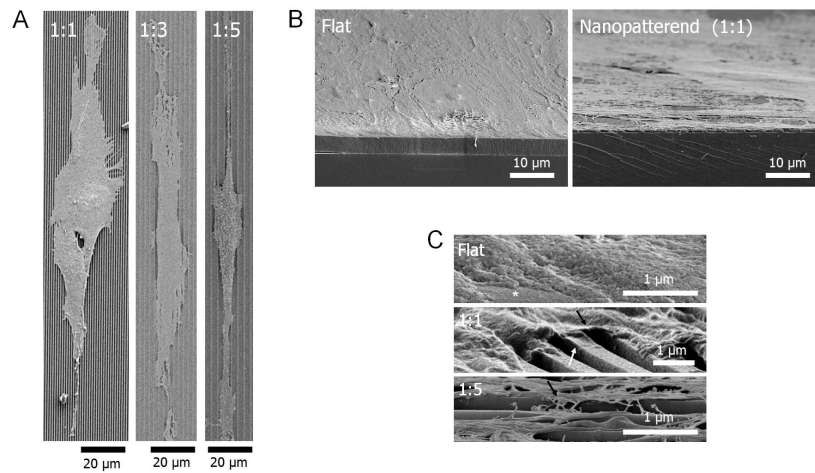 A
1:1
1:3
1:5
20 µm
20 µm
20 µm
B
Flat
Nanopatterend (1:1)
10 µm
10 µm
C
Flat
1 µm
*
1:1
1 µm
1:5
1 µm